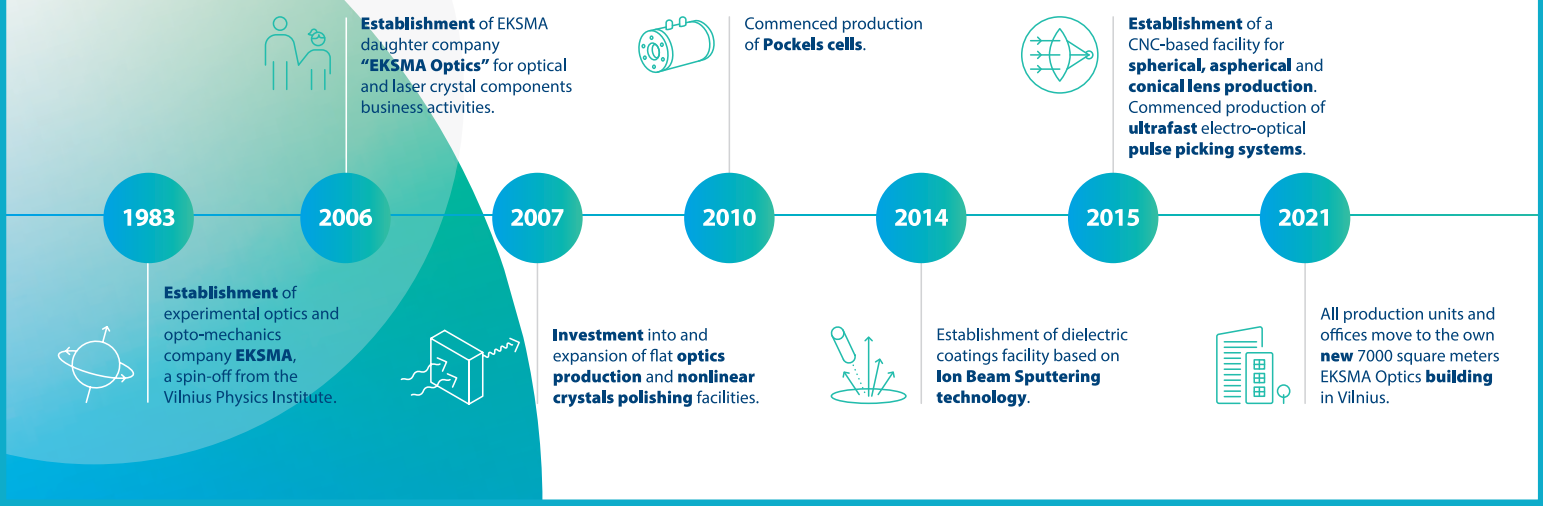 Establishment of EKSMA
daughter company
“EKSMA Optics” for optical
and laser crystal components
business activities.
Commenced production
of Pockels cells.
Establishment of a
CNC-based facility for
spherical, aspherical and
conical lens production.
Commenced production of
ultrafast electro-optical
pulse picking systems.
1983
2006
2007
2010
2014
2015
2021
Establishment of
experimental optics and
opto-mechanics
company EKSMA,
a spin-off from the
Vilnius Physics Institute.
Investment into and
expansion of flat optics
production and nonlinear
crystals polishing facilities.
Establishment of dielectric
coatings facility based on
Ion Beam Sputtering
technology.
All production units and
offices move to the own
new 7000 square meters
EKSMA Optics building
in Vilnius.